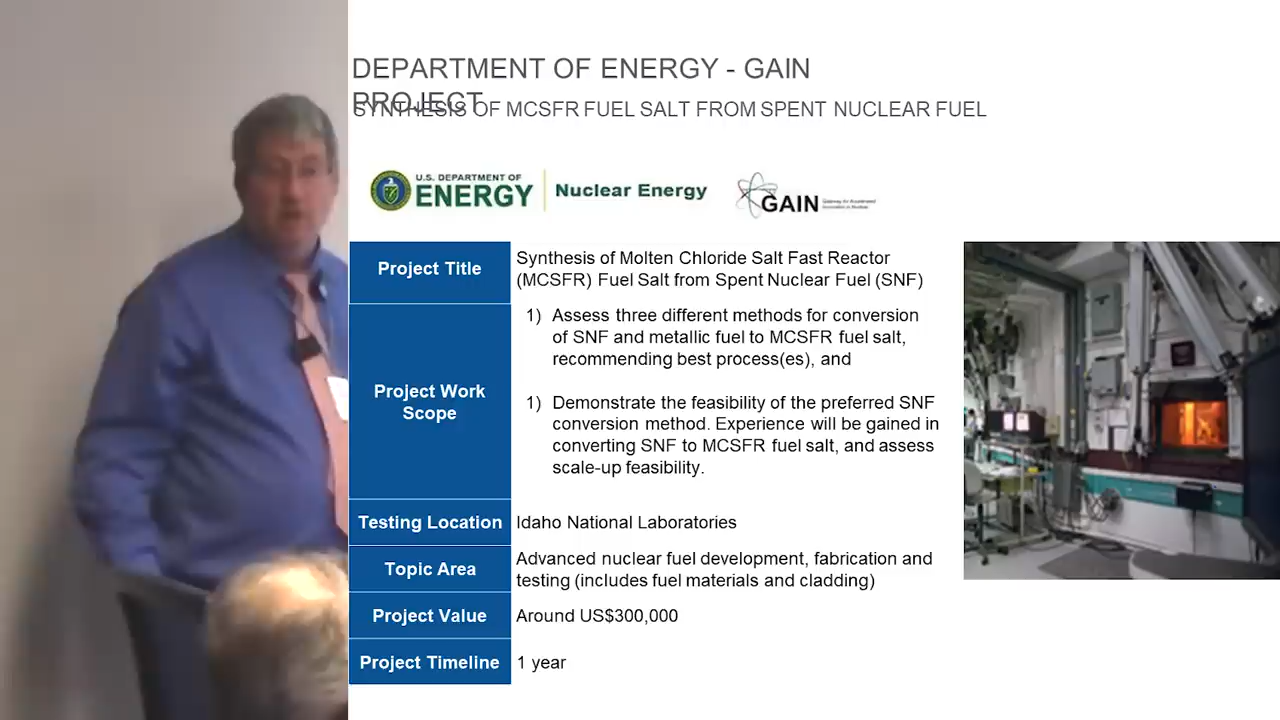 DEPARTMENT OF ENERGY - GAIN
PROJECT
SYNTHESIS OF MCSFR FUEL SALT FROM SPENT NUCLEAR FUEL
U.S. DEPARTMENT OF
ENERGY
Nuclear Energy
GAIN
Project Title
Synthesis of Molten Chloride Salt Fast Reactor
(MCSFR) Fuel Salt from Spent Nuclear Fuel (SNF)
Project Work
Scope
1) Assess three different methods for conversion
of SNF and metallic fuel to MCSFR fuel salt,
recommending best process(es), and
1) Demonstrate the feasibility of the preferred SNF
conversion method. Experience will be gained in
converting SNF to MCSFR fuel salt, and assess
scale-up feasibility.
Testing Location
Idaho National Laboratories
Topic Area
Advanced nuclear fuel development, fabrication and
testing (includes fuel materials and cladding)
Project Value
Around US$300,000
Project Timeline
1 year